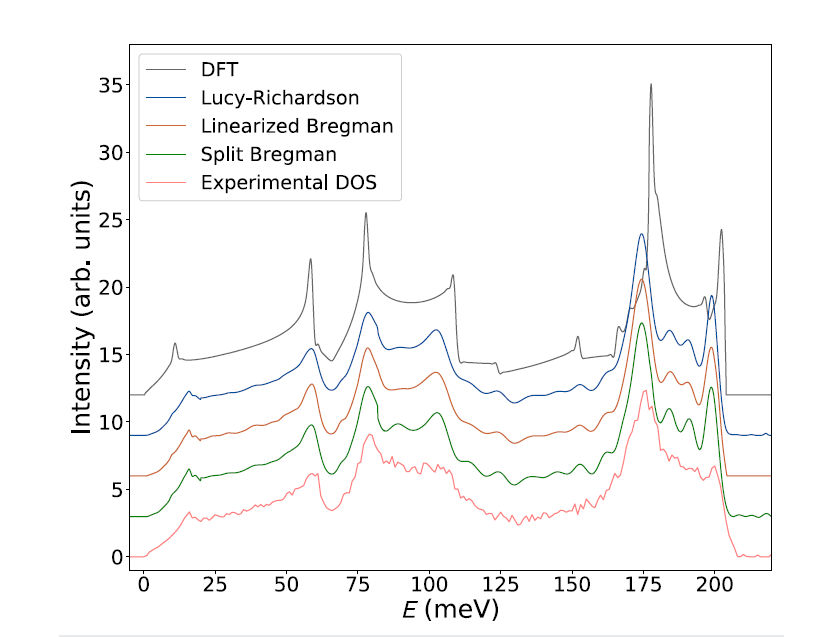 DFT
Lucy-Richardson
Linearized Bregman
Split Bregman
Experimental DOS
Intensity (arb. units)
35
30
25
20
15
10
5
0
0 25 50 75 100 125 150 175 200
E (meV)